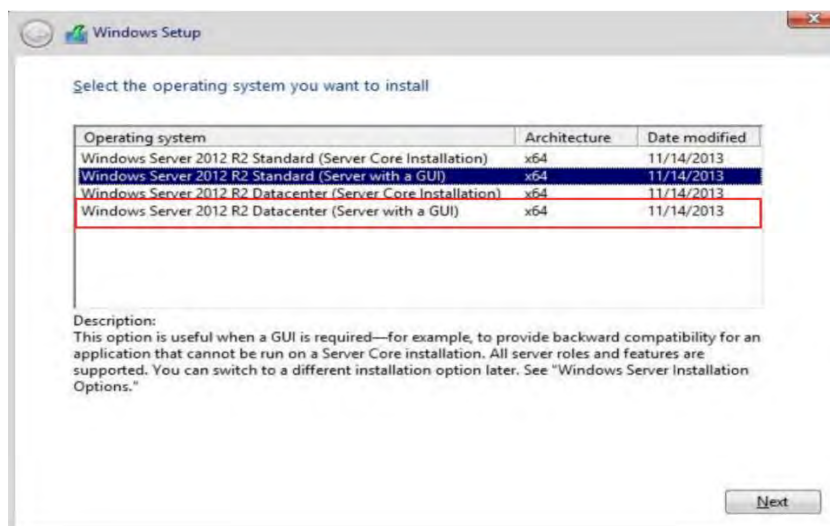 Windows Setup
Select the operating system you want to install
Operating system Architecture Date modified
Windows Server 2012 R2 Standard (Server Core Installation) x64 11/14/2013
Windows Server 2012 R2 Standard (Server with a GUI) x64 11/14/2013
Windows Server 2012 R2 Datacenter (Server Core Installation) x64 11/14/2013
Windows Server 2012 R2 Datacenter (Server with a GUI) x64 11/14/2013
Description:
This option is useful when a GUI is required—for example, to provide backward compatibility for an
application that cannot be run on a Server Core installation. All server roles and features are
supported. You can switch to a different installation option later. See "Windows Server Installation
Options."
Next